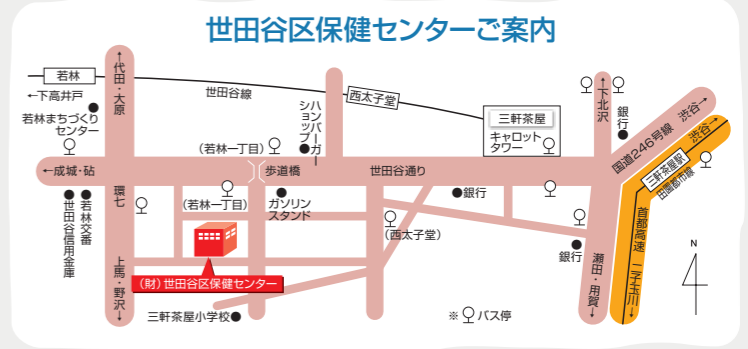 世田谷区保健センターご案内
若林
←下高井戸
若林まちづくり
センター
←代田・大原
世田谷線
ハンバーガー
ショップ
西太子堂
三軒茶屋
キャロット
タワー
←下北沢
銀行
国道246号線 渋谷→
渋谷→
三軒茶屋駅
田園都市線
(若林一丁目)
←成城・砧
歩道橋
世田谷通り
環七
若林交番
世田谷信用金庫
(若林一丁目)
ガソリン
スタンド
銀行
(西太子堂)
銀行
首都高速 二子玉川→
瀬田・用賀→
上馬・野沢→
(財)世田谷区保健センター
三軒茶屋小学校
※ バス停
N